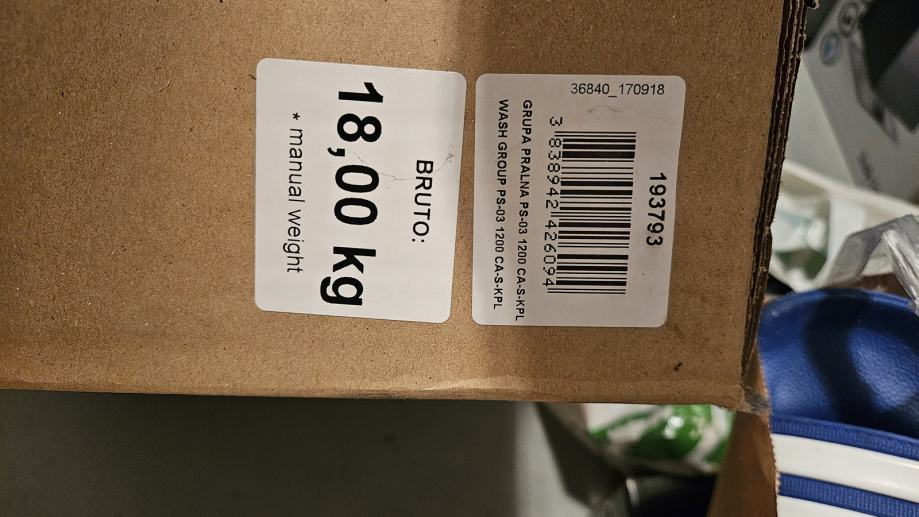 36840_170918
193793
3 838942 426094
GRUPA PRALNA PS-03 1200 CA-S-KPL
WASH GROUP PS-03 1200 CA-S-KPL
BRUTO:
18,00 kg
* manual weight